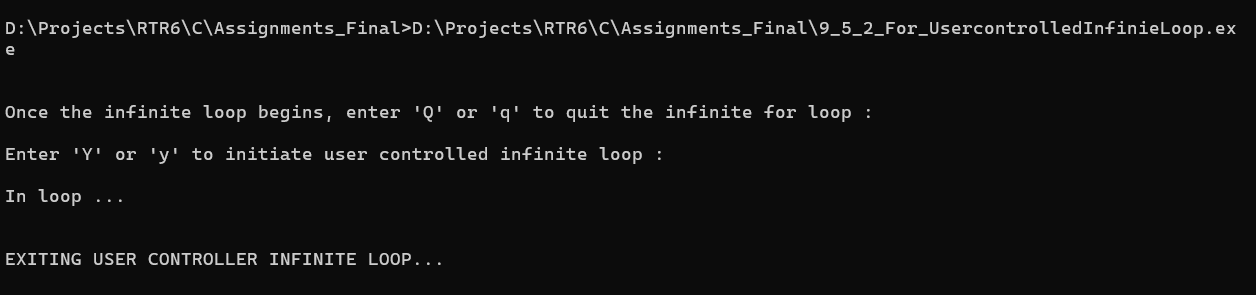 D:\Projects\RTR6\C\Assignments_Final>D:\Projects\RTR6\C\Assignments_Final\9_5_2_For_UsercontrolledInfinieLoop.ex
e
Once the infinite loop begins, enter 'Q' or 'q' to quit the infinite for loop :
Enter 'Y' or 'y' to initiate user controlled infinite loop :
In loop ...
EXITING USER CONTROLLER INFINITE LOOP...